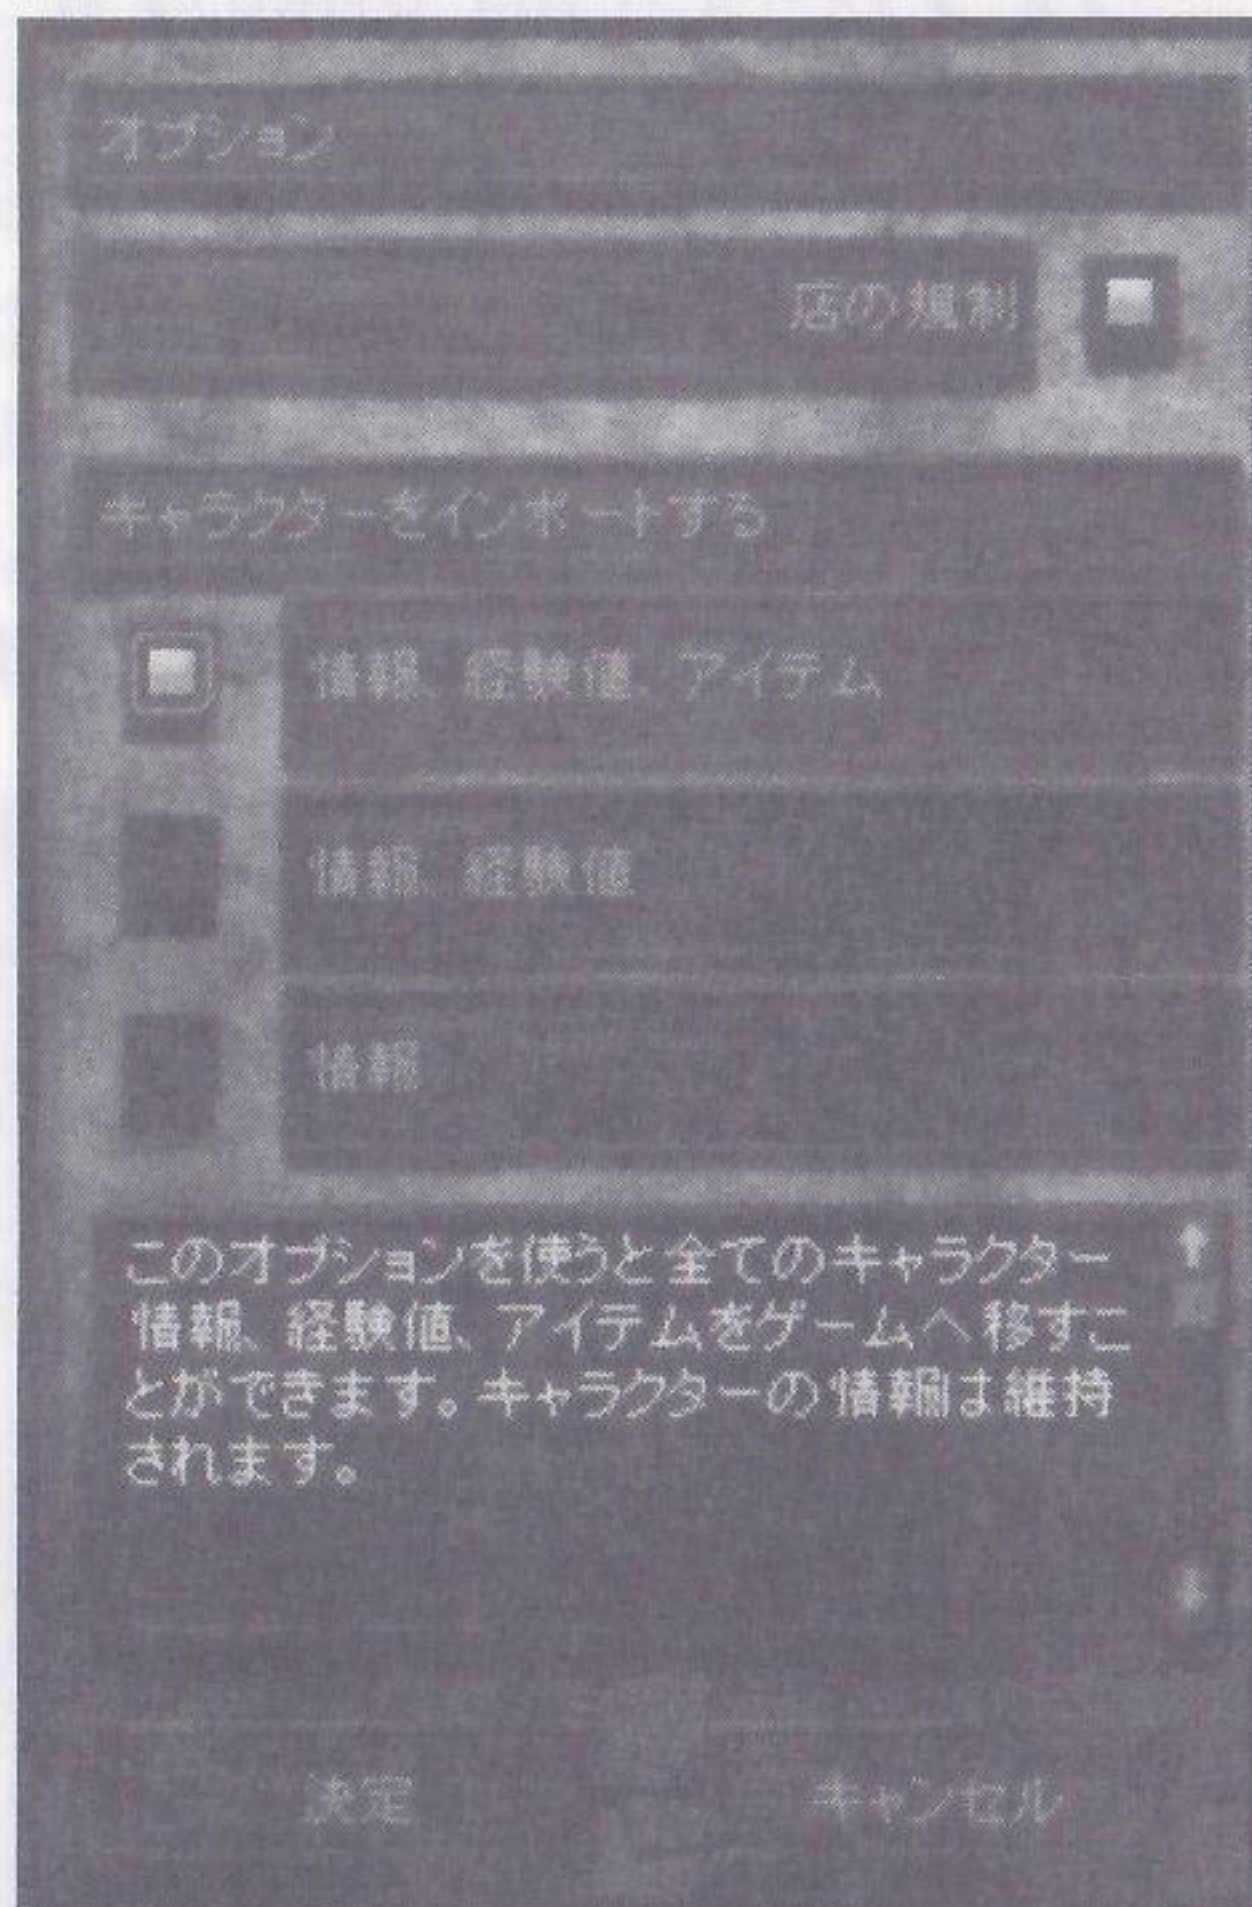 オプション
店の規制
キャラクターをインポートする
情報、経験値、アイテム
情報、経験値
情報
このオプションを使うと全てのキャラクター
情報、経験値、アイテムをゲームへ移すこ
とができます。キャラクターの情報は維持
されます。
決定
キャンセル